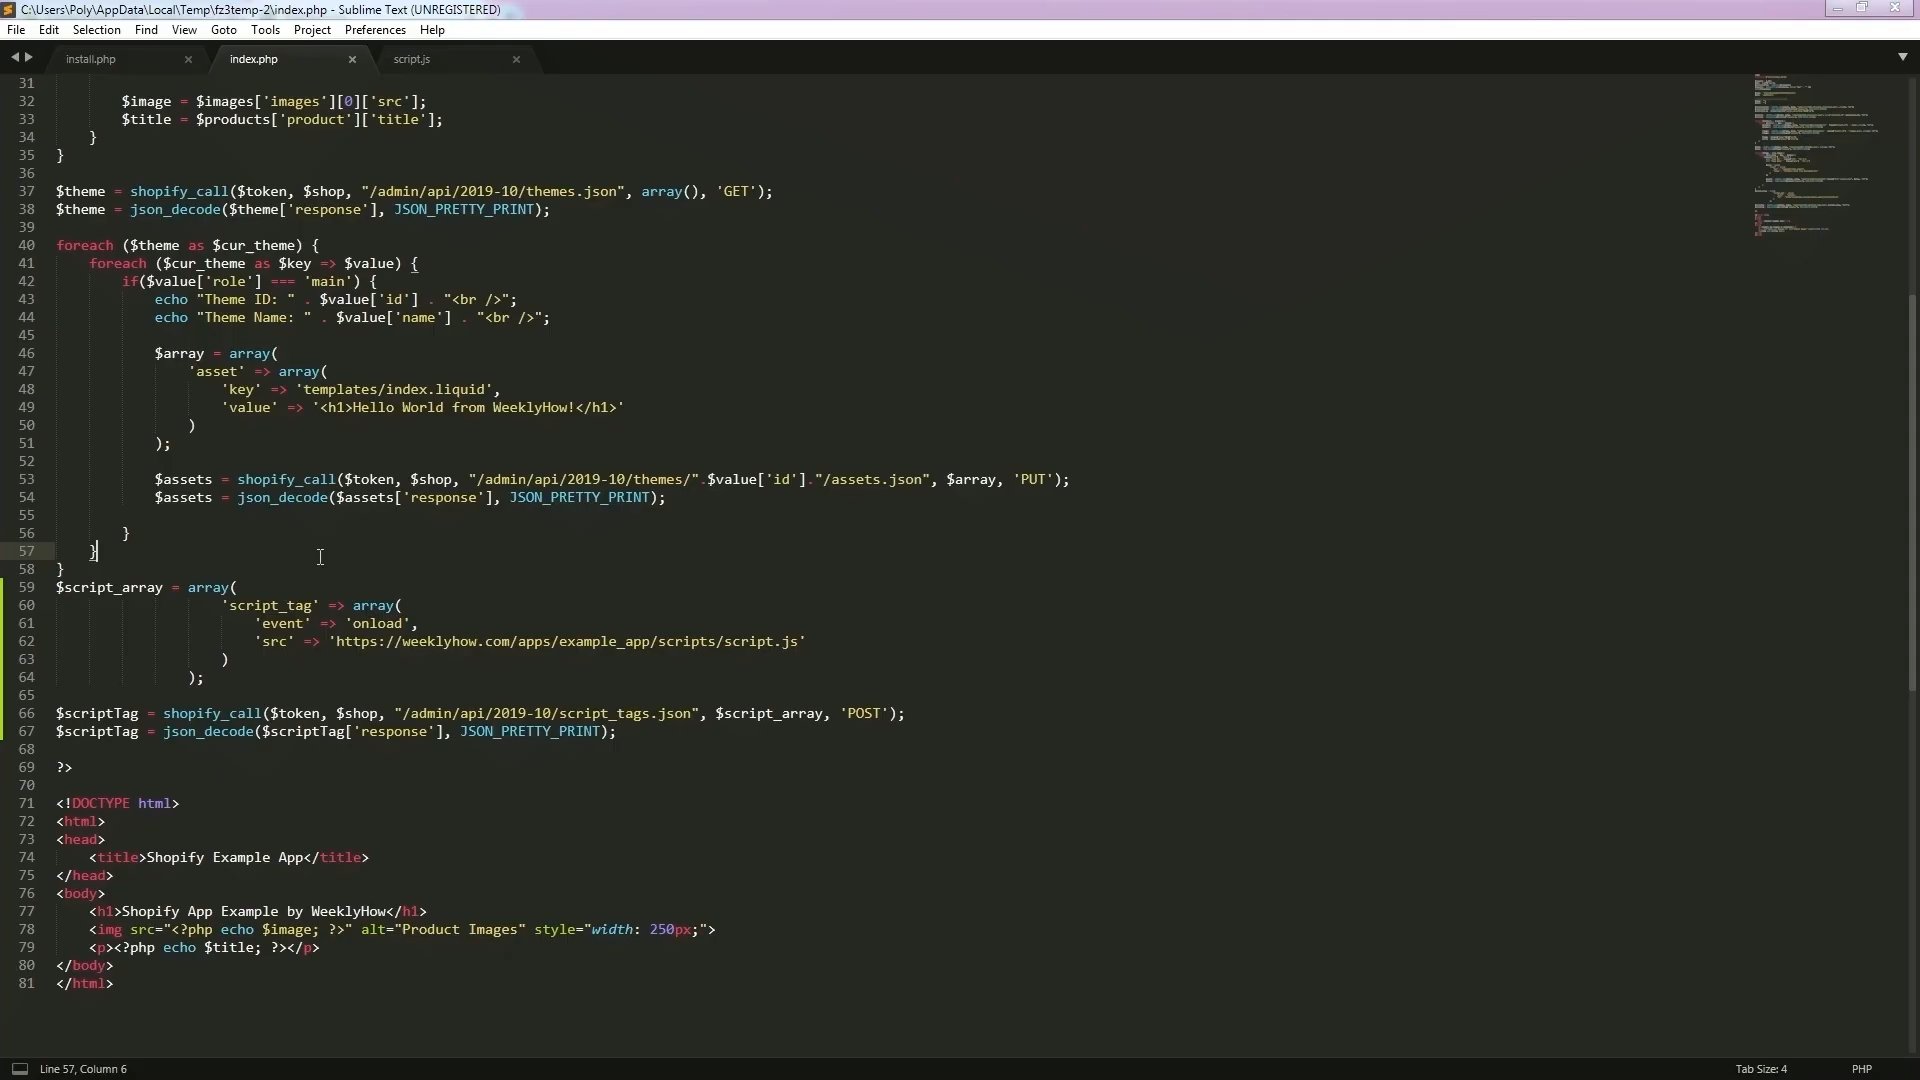 C:\Users\Poly\AppData\Local\Temp\fz3temp-2\index.php - Sublime Text (UNREGISTERED)
File Edit Selection Find View Goto Tools Project Preferences Help
install.php index.php script.js
31
32 $image = $images['images'][0]['src'];
33 $title = $products['product']['title'];
34 }
35 }
36
37 $theme = shopify_call($token, $shop, "/admin/api/2019-10/themes.json", array(), 'GET');
38 $theme = json_decode($theme['response'], JSON_PRETTY_PRINT);
39
40 foreach ($theme as $cur_theme) {
41 foreach ($cur_theme as $key => $value) {
42 if($value['role'] === 'main') {
43 echo "Theme ID: " . $value['id'] . "<br />";
44 echo "Theme Name: " . $value['name'] . "<br />";
45
46 $array = array(
47 'asset' => array(
48 'key' => 'templates/index.liquid',
49 'value' => '<h1>Hello World from WeeklyHow!</h1>'
50 )
51 );
52
53 $assets = shopify_call($token, $shop, "/admin/api/2019-10/themes/".$value['id']."/assets.json", $array, 'PUT');
54 $assets = json_decode($assets['response'], JSON_PRETTY_PRINT);
55
56 }
57 }
58 }
59 $script_array = array(
60 'script_tag' => array(
61 'event' => 'onload',
62 'src' => 'https://weeklyhow.com/apps/example_app/scripts/script.js'
63 )
64 );
65
66 $scriptTag = shopify_call($token, $shop, "/admin/api/2019-10/script_tags.json", $script_array, 'POST');
67 $scriptTag = json_decode($scriptTag['response'], JSON_PRETTY_PRINT);
68
69 ?>
70
71 <!DOCTYPE html>
72 <html>
73 <head>
74 <title>Shopify Example App</title>
75 </head>
76 <body>
77 <h1>Shopify App Example by WeeklyHow</h1>
78 <img src="<?php echo $image; ?>" alt="Product Images" style="width: 250px;">
79 <p><?php echo $title; ?></p>
80 </body>
81 </html>
Line 57, Column 6 Tab Size: 4 PHP